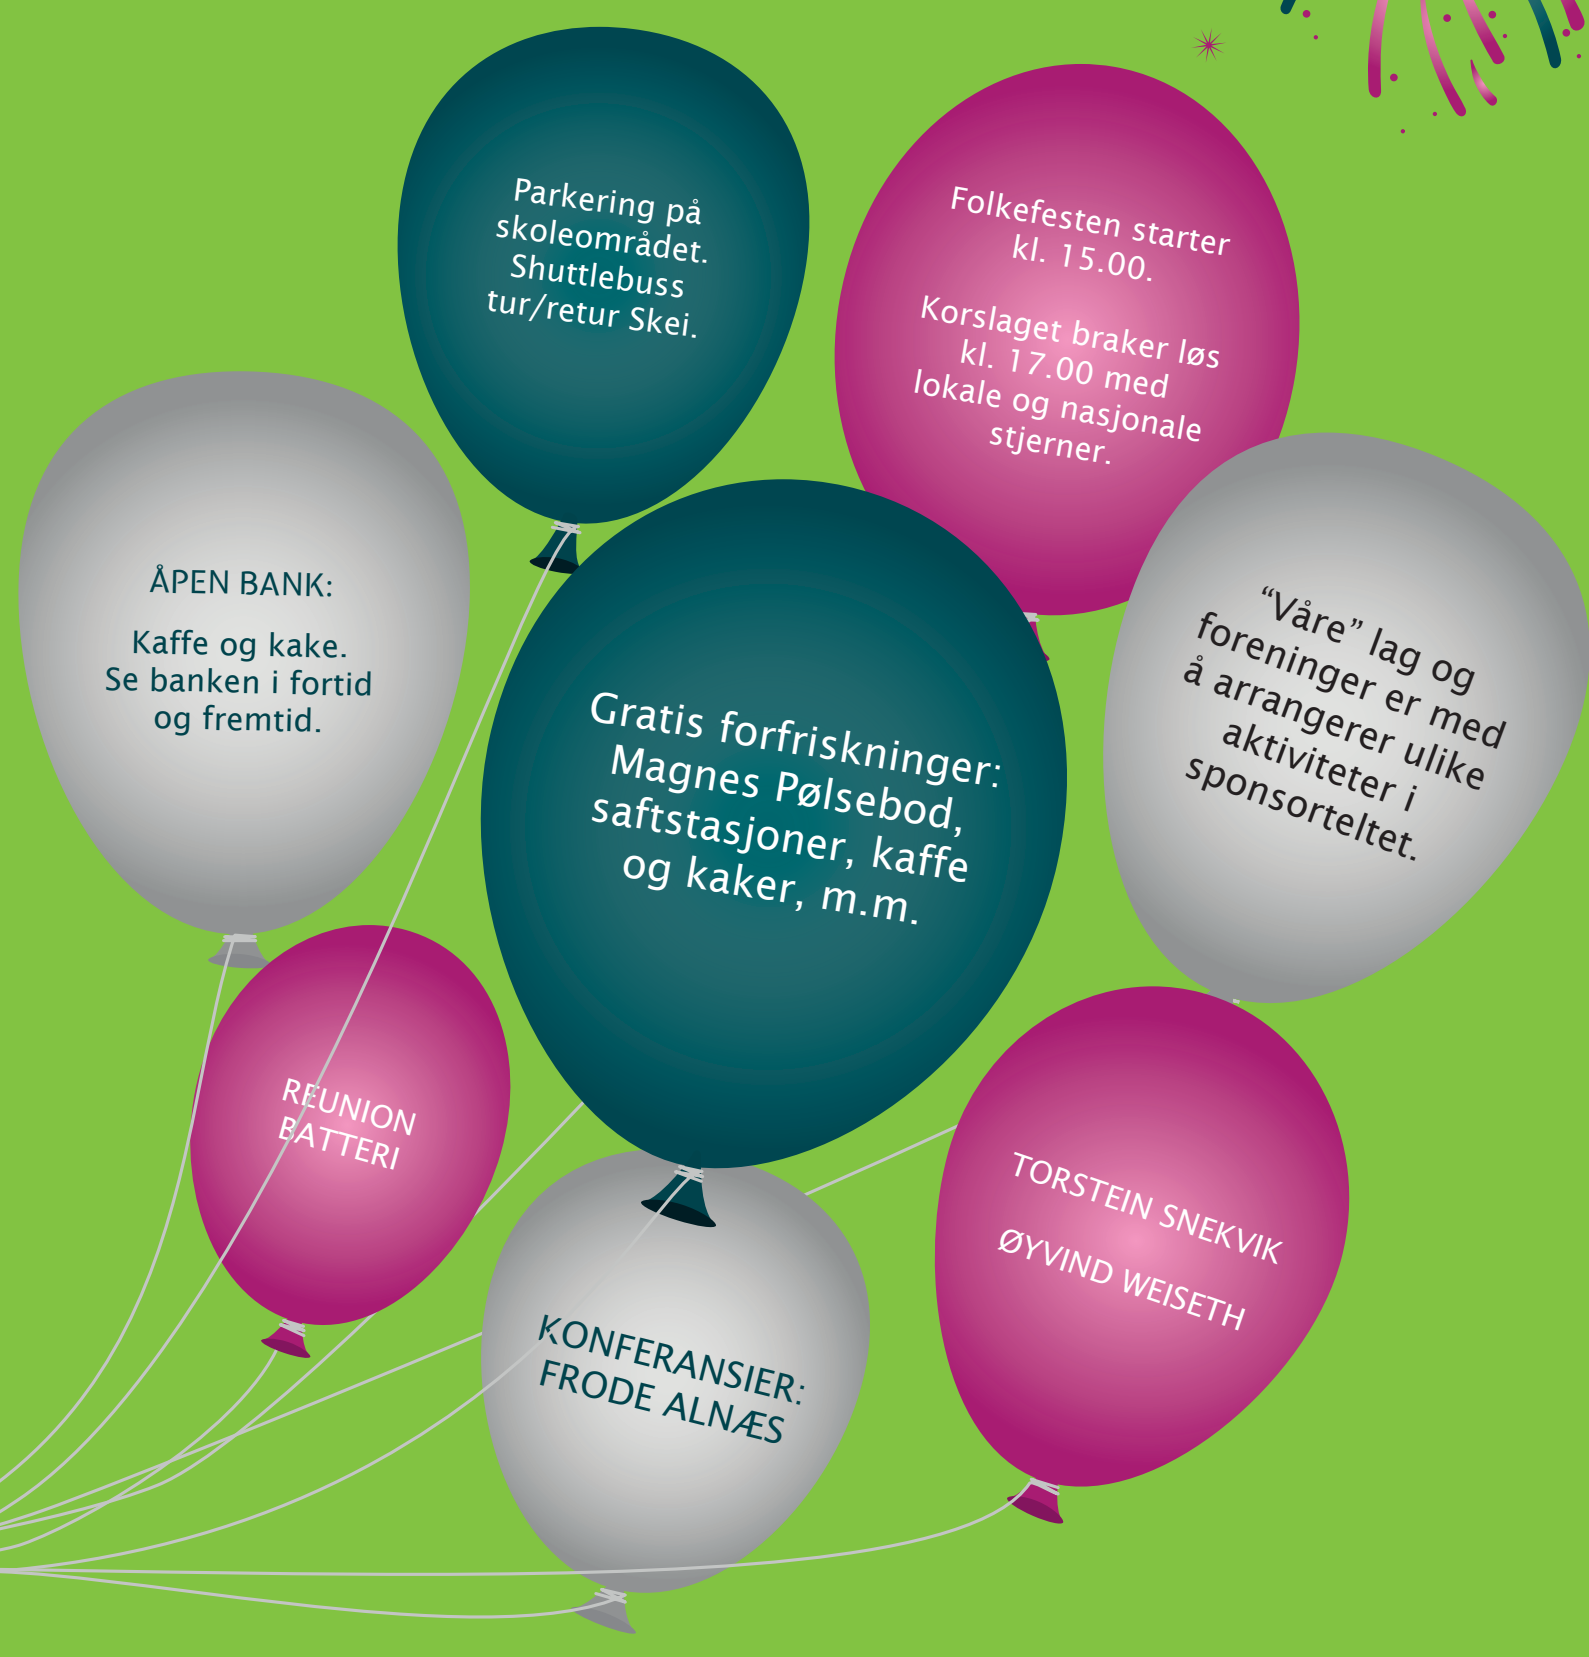 Parkering på
skoleområdet.
Shuttlebuss
tur/retur Skei.
Folkefesten starter
kl. 15.00.
Korslaget braker løs
kl. 17.00 med
lokale og nasjonale
stjerner.
ÅPEN BANK:
Kaffe og kake.
Se banken i fortid
og fremtid.
Gratis forfriskninger:
Magnes Pølsebod,
saftstasjoner, kaffe
og kaker, m.m.
“Våre” lag og
foreninger er med
å arrangerer ulike
aktiviteter i
sponsorteltet.
REUNION
BATTERI
KONFERANSIER:
FRODE ALNÆS
TORSTEIN SNEKVIK
ØYVIND WEISETH